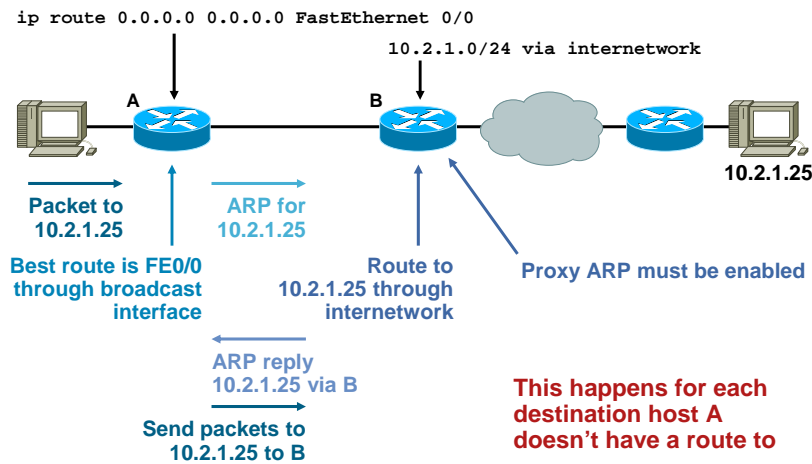 ip route 0.0.0.0 0.0.0.0 FastEthernet 0/0
10.2.1.0/24 via internetwork
A
B
10.2.1.25
Packet to
10.2.1.25
ARP for
10.2.1.25
Best route is FE0/0
through broadcast
interface
Route to
10.2.1.25 through
internetwork
Proxy ARP must be enabled
ARP reply
10.2.1.25 via B
Send packets to
10.2.1.25 to B
This happens for each
destination host A
doesn't have a route to